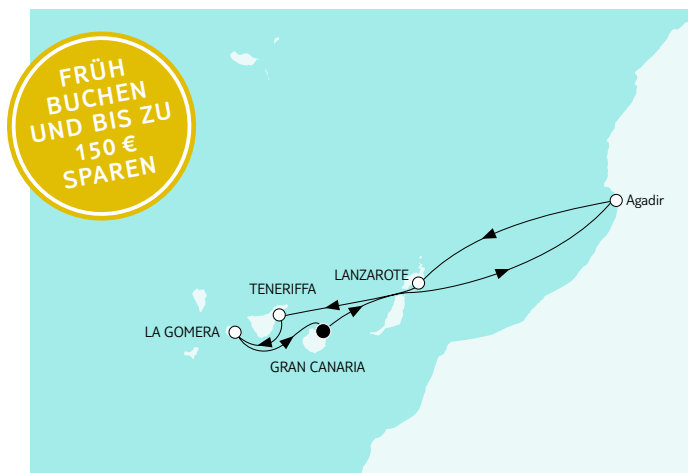 FRÜH
BUCHEN
UND BIS ZU
150 €
SPAREN
Agadir
LANZAROTE
TENERIFFA
LA GOMERA
GRAN CANARIA